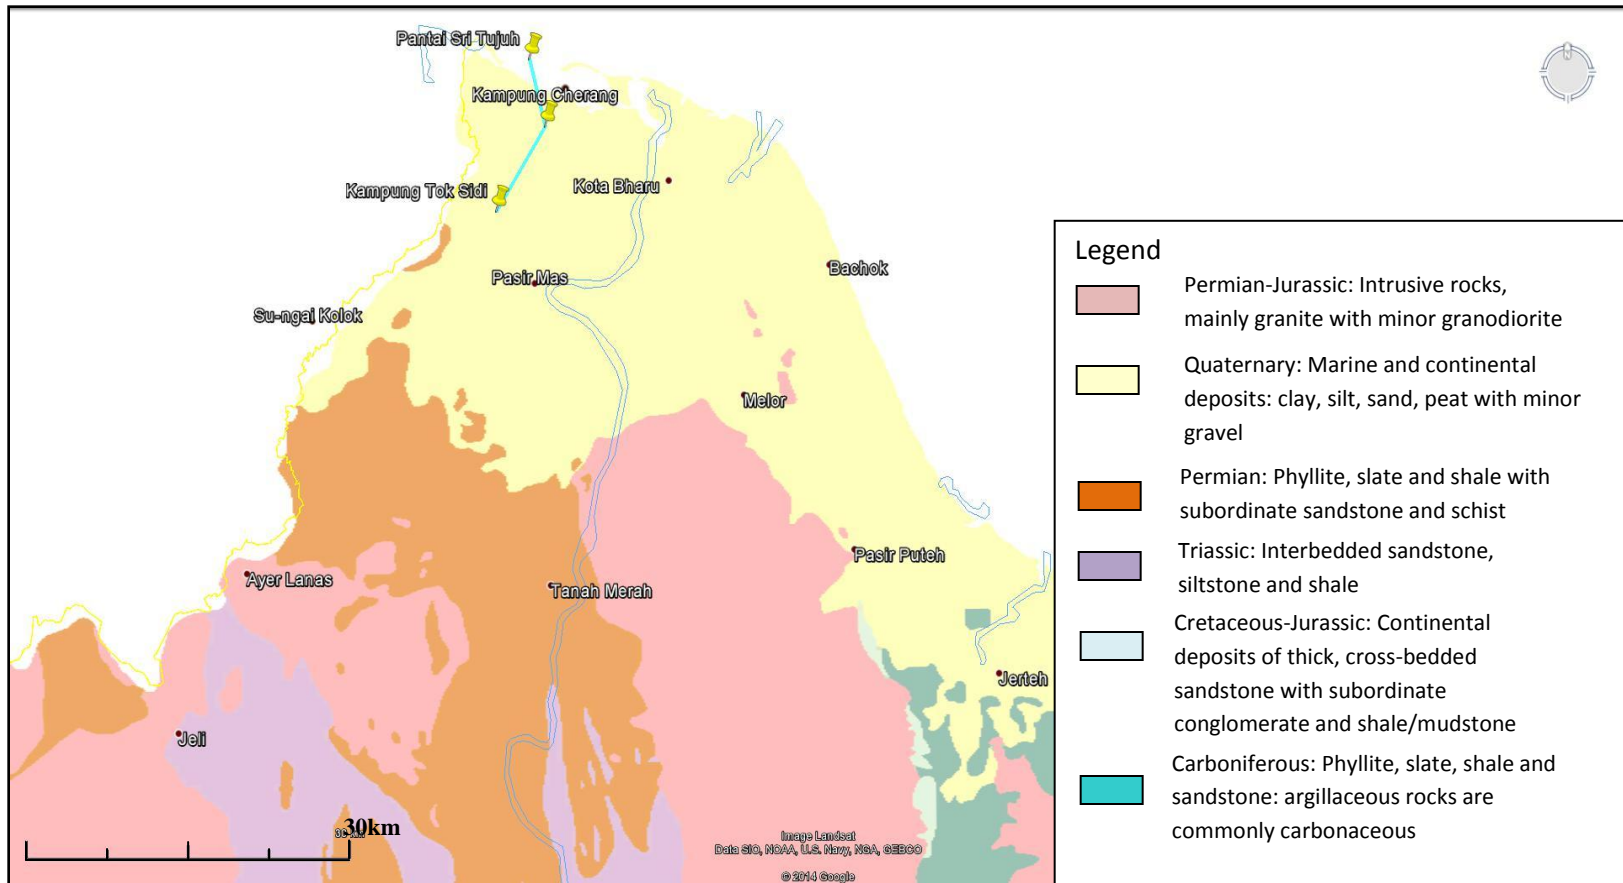 Pantai Sri Tujuh
Kampung Cherang
Kampung Tok Sidi
Kota Bharu
Pasir Mas
Bachok
Su-ngai Kolok
Melor
Pasir Puteh
Ayer Lanas
Tanah Merah
Jerteh
Jeli
30km
Image Landsat
Data SIO, NOAA, U.S. Navy, NGA, GEBCO
© 2014 Google
Legend
Permian-Jurassic: Intrusive rocks,
mainly granite with minor granodiorite
Quaternary: Marine and continental
deposits: clay, silt, sand, peat with minor
gravel
Permian: Phyllite, slate and shale with
subordinate sandstone and schist
Triassic: Interbedded sandstone,
siltstone and shale
Cretaceous-Jurassic: Continental
deposits of thick, cross-bedded
sandstone with subordinate
conglomerate and shale/mudstone
Carboniferous: Phyllite, slate, shale and
sandstone: argillaceous rocks are
commonly carbonaceous